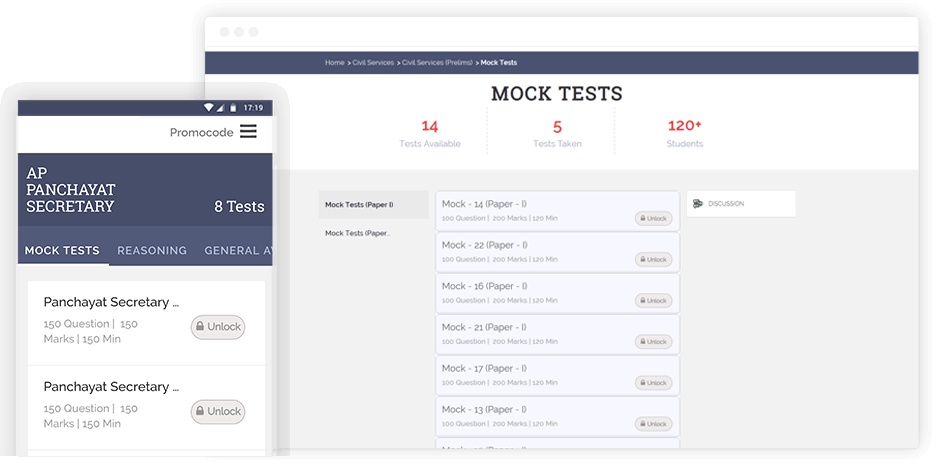 Home > Civil Services > Civil Services (Prelims) > Mock Tests
MOCK TESTS
14
Tests Available
5
Tests Taken
120+
Students
Mock Tests (Paper I)
Mock Tests (Paper..
Mock - 14 (Paper - I)
100 Question | 200 Marks | 120 Min
Unlock
Mock - 22 (Paper - I)
100 Question | 200 Marks | 120 Min
Unlock
Mock - 16 (Paper - I)
100 Question | 200 Marks | 120 Min
Unlock
Mock - 21 (Paper - I)
100 Question | 200 Marks | 120 Min
Unlock
Mock - 17 (Paper - I)
100 Question | 200 Marks | 120 Min
Unlock
Mock - 13 (Paper - I)
100 Question | 200 Marks | 120 Min
Unlock
DISCUSSION
17:19
Promocode
AP
PANCHAYAT
SECRETARY
8 Tests
MOCK TESTS REASONING GENERAL A
Panchayat Secretary ...
150 Question | 150
Marks | 150 Min
Unlock
Panchayat Secretary ...
150 Question | 150
Marks | 150 Min
Unlock